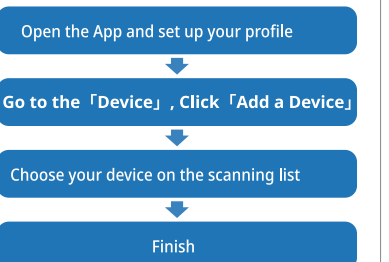 Open the App and set up your profile
Go to the「Device」, Click「Add a Device」
Choose your device on the scanning list
Finish